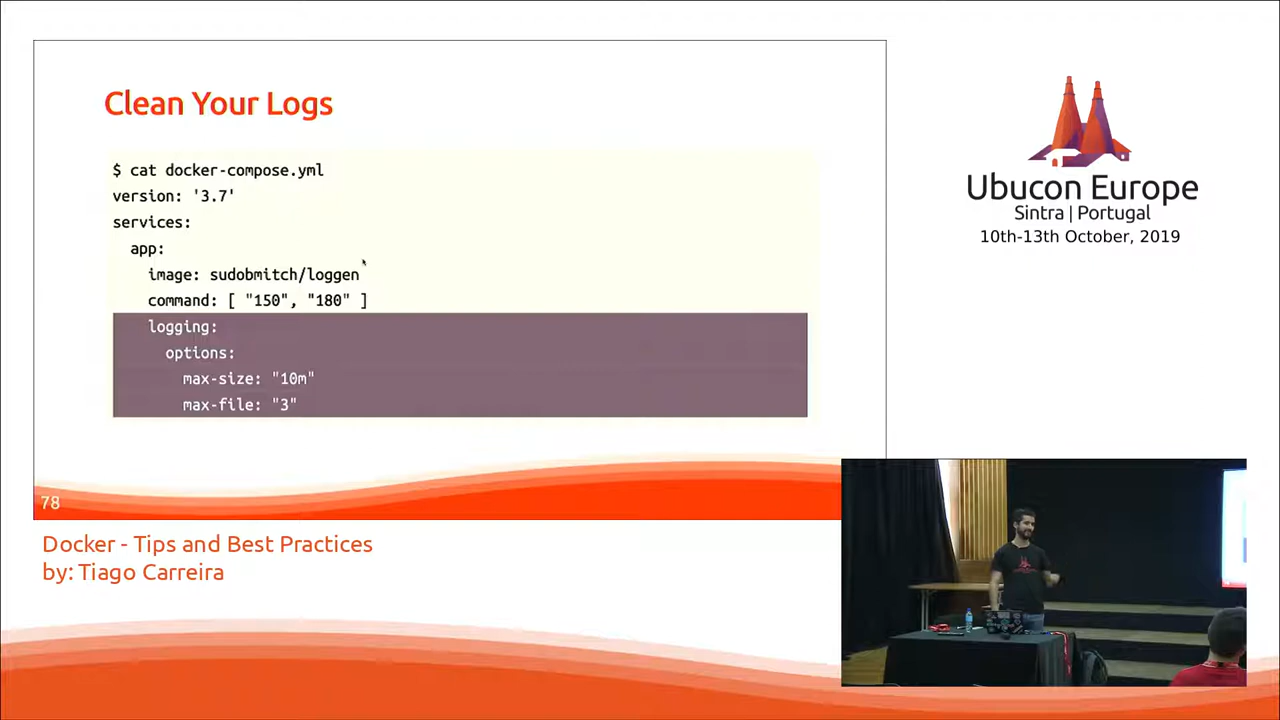 Clean Your Logs
$ cat docker-compose.yml
version: '3.7'
services:
app:
image: sudobmitch/loggen
command: [ "150", "180" ]
logging:
options:
max-size: "10m"
max-file: "3"
78
Docker - Tips and Best Practices
by: Tiago Carreira
Ubucon Europe
Sintra | Portugal
10th-13th October, 2019